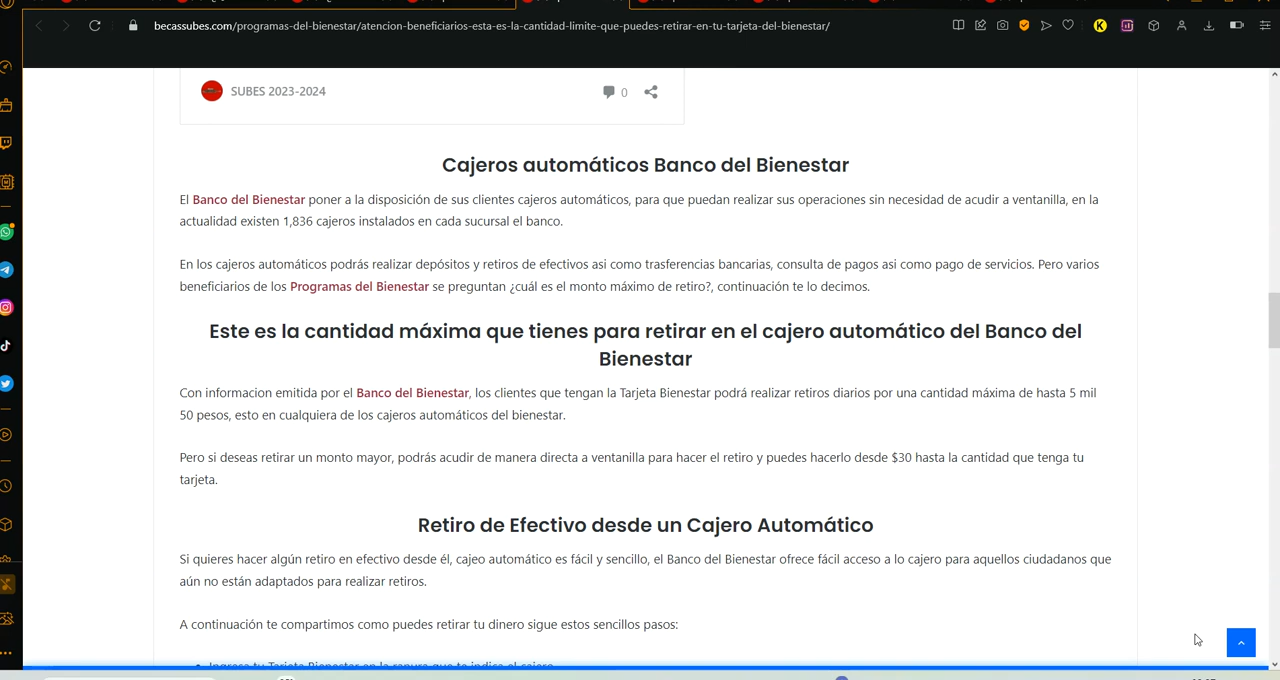 becassubes.com/programas-del-bienestar/atencion-beneficiarios-esta-es-la-cantidad-limite-que-puedes-retirar-en-tu-tarjeta-del-bienestar/
SUBES 2023-2024
0
Cajeros automáticos Banco del Bienestar
El Banco del Bienestar poner a la disposición de sus clientes cajeros automáticos, para que puedan realizar sus operaciones sin necesidad de acudir a ventanilla, en la
actualidad existen 1,836 cajeros instalados en cada sucursal el banco.
En los cajeros automáticos podrás realizar depósitos y retiros de efectivos asi como trasferencias bancarias, consulta de pagos asi como pago de servicios. Pero varios
beneficiarios de los Programas del Bienestar se preguntan ¿cuál es el monto máximo de retiro?, continuación te lo decimos.
Este es la cantidad máxima que tienes para retirar en el cajero automático del Banco del
Bienestar
Con informacion emitida por el Banco del Bienestar, los clientes que tengan la Tarjeta Bienestar podrá realizar retiros diarios por una cantidad máxima de hasta 5 mil
50 pesos, esto en cualquiera de los cajeros automáticos del bienestar.
Pero si deseas retirar un monto mayor, podrás acudir de manera directa a ventanilla para hacer el retiro y puedes hacerlo desde $30 hasta la cantidad que tenga tu
tarjeta.
Retiro de Efectivo desde un Cajero Automático
Si quieres hacer algún retiro en efectivo desde él, cajeo automático es fácil y sencillo, el Banco del Bienestar ofrece fácil acceso a lo cajero para aquellos ciudadanos que
aún no están adaptados para realizar retiros.
A continuación te compartimos como puedes retirar tu dinero sigue estos sencillos pasos:
Ingresa tu Tarjeta Bienestar en la ranura que te indica el cajero